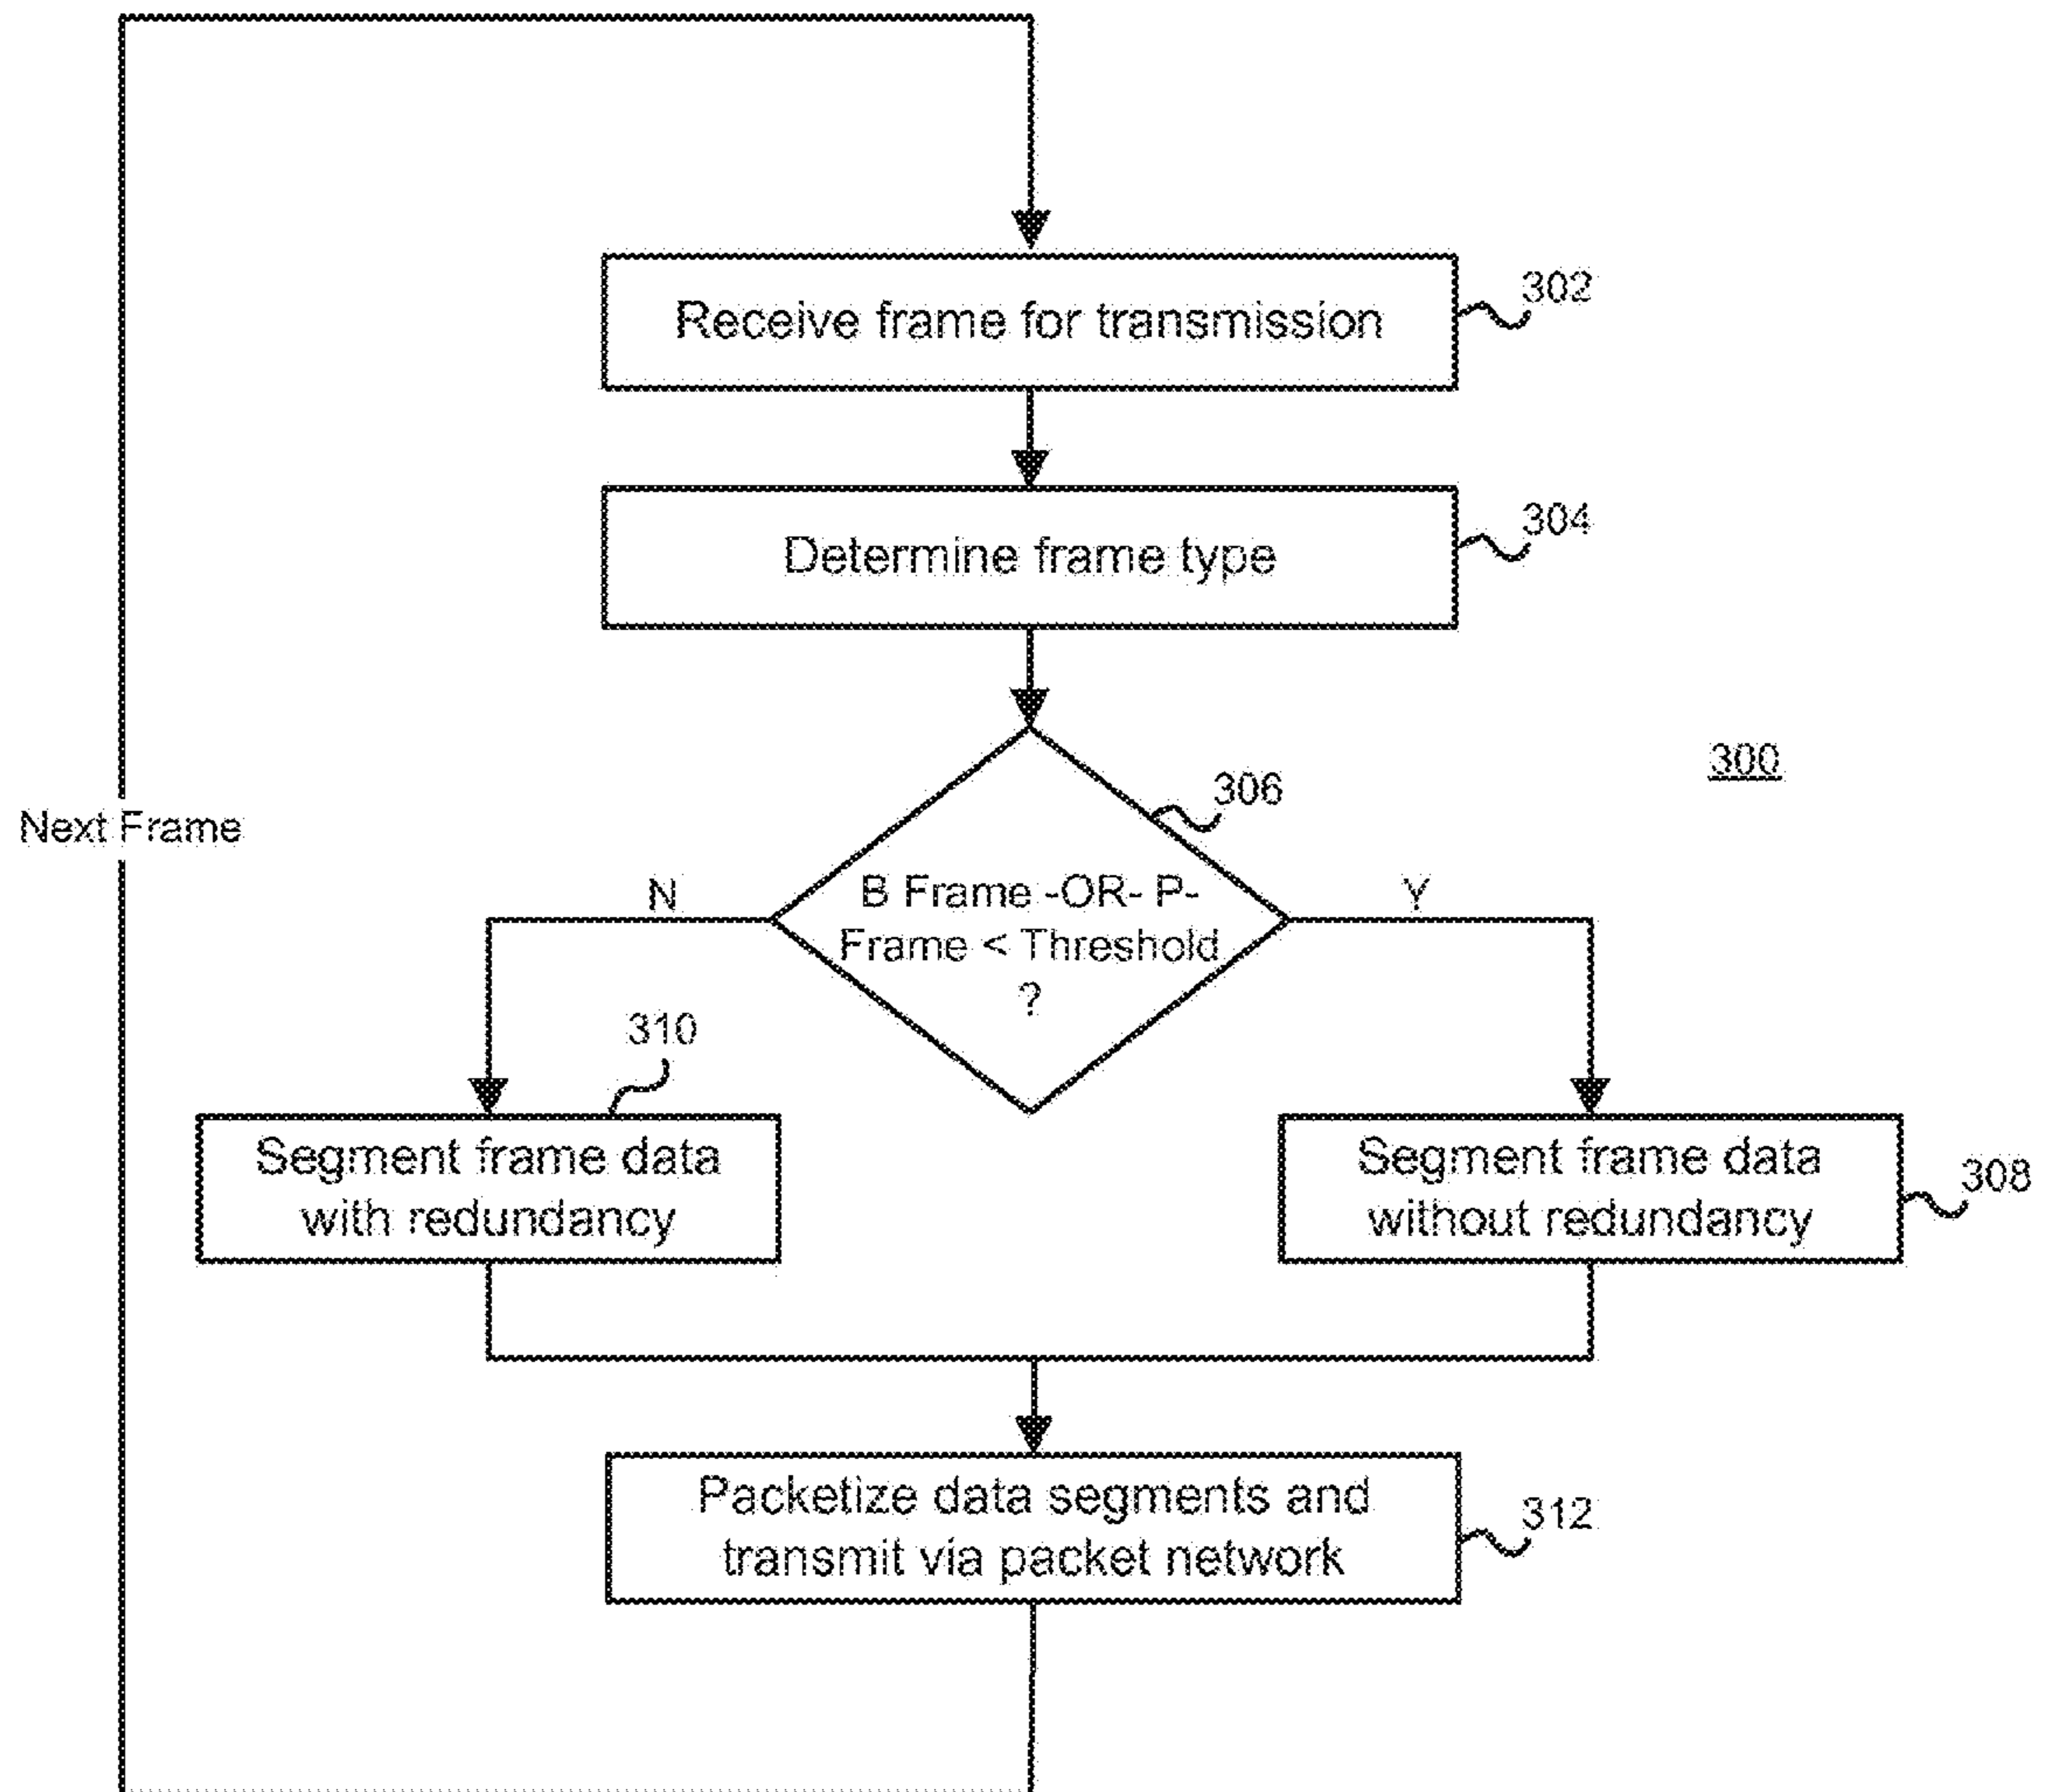 Receive frame for transmission
302
Determine frame type
304
300
306
Next Frame
B Frame -OR- P-
Frame < Threshold
?
N
Y
310
Segment frame data
with redundancy
Segment frame data
without redundancy
308
Packetize data segments and
transmit via packet network
312